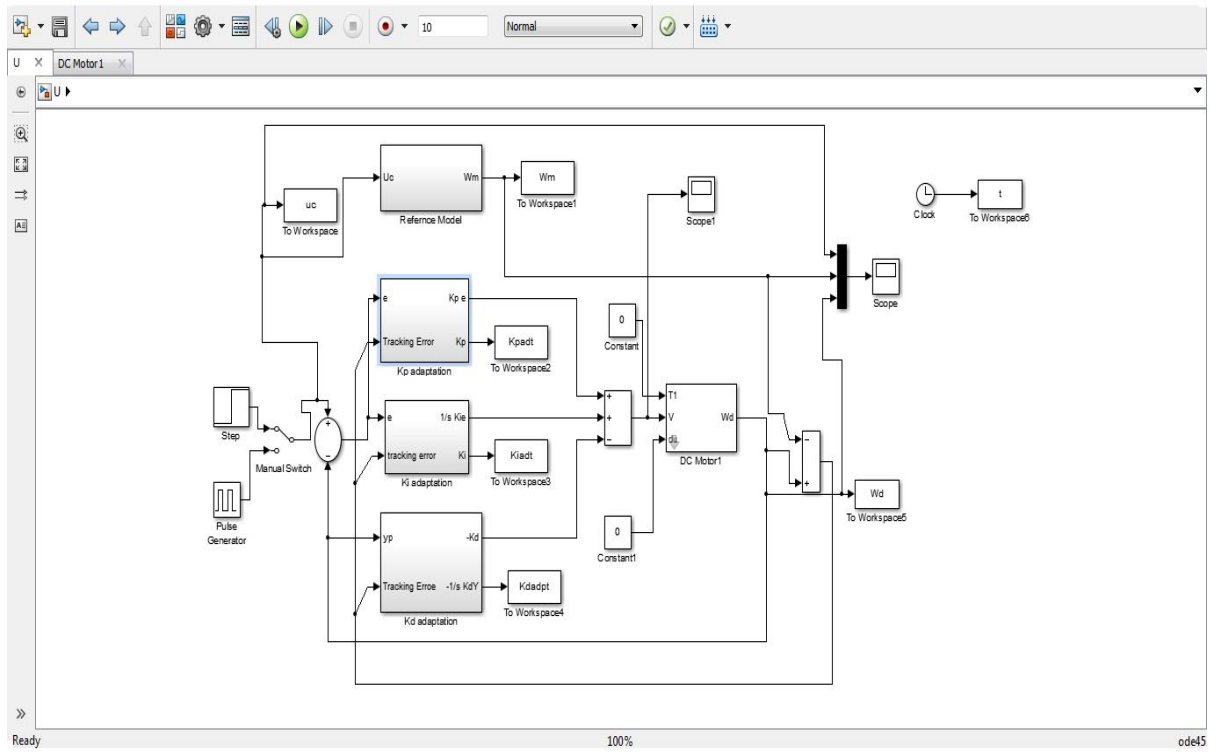 10
Normal
U
DC Motor1
U
Uc
Wm
Refernce Model
Wm
To Workspace1
uc
To Workspace
Scope1
Clock
t
To Workspace6
Scope
e
Kp e
Tracking Error
Kp
Kp adaptation
Kpadt
To Workspace2
0
Constant
+
+
−
T1
V
Wd
dii
DC Motor1
Step
Manual Switch
+
−
Pulse
Generator
e
1/s Kie
tracking error
Ki
Ki adaptation
Kiadt
To Workspace3
−
+
Wd
To Workspace5
0
Constant1
yp
-Kd
Tracking Erroe
-1/s KdY
Kd adaptation
Kdadpt
To Workspace4
Ready
100%
ode45